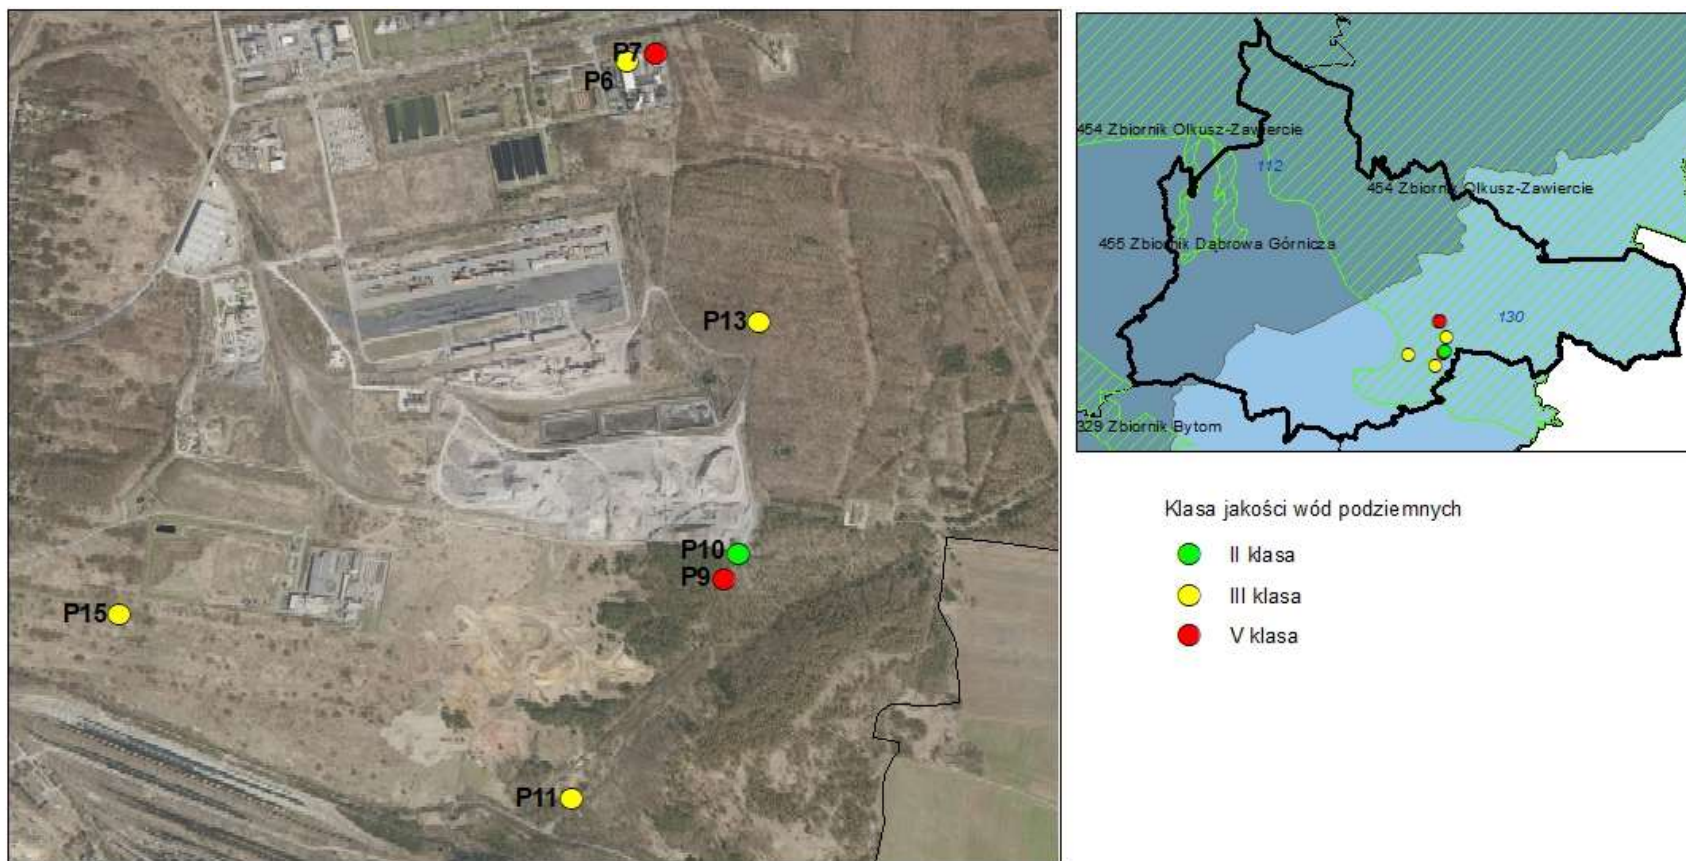 P7
P6
P13
P10
P9
P15
P11
454 Zbiornik Olkusz-Zawiercie
112
454 Zbiornik Olkusz-Zawiercie
455 Zbiornik Dąbrowa Górnicza
130
329 Zbiornik Bytom
Klasa jakości wód podziemnych
II klasa
III klasa
V klasa